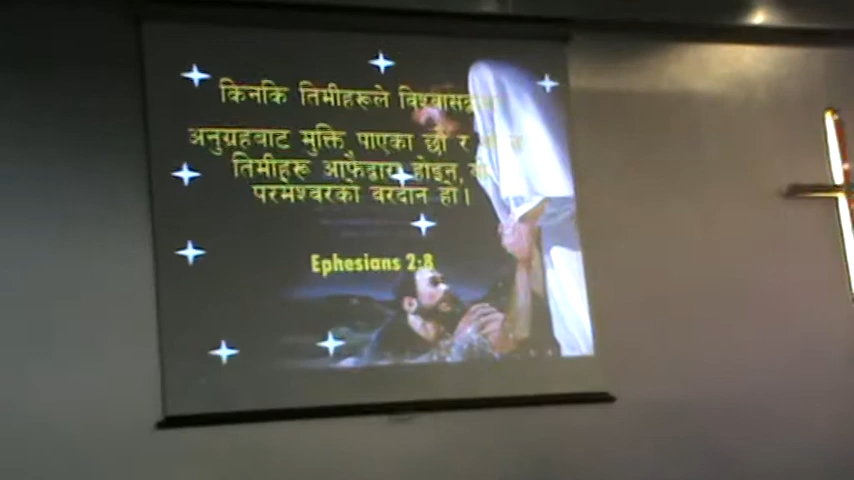 किनकि तिमीहरूले
अनुग्रहबाट मुक्ति पाएका छौ र
तिमीहरू आफैद्वारा होइन,
परमेश्वरको वरदान हो।
Ephesians 2:8